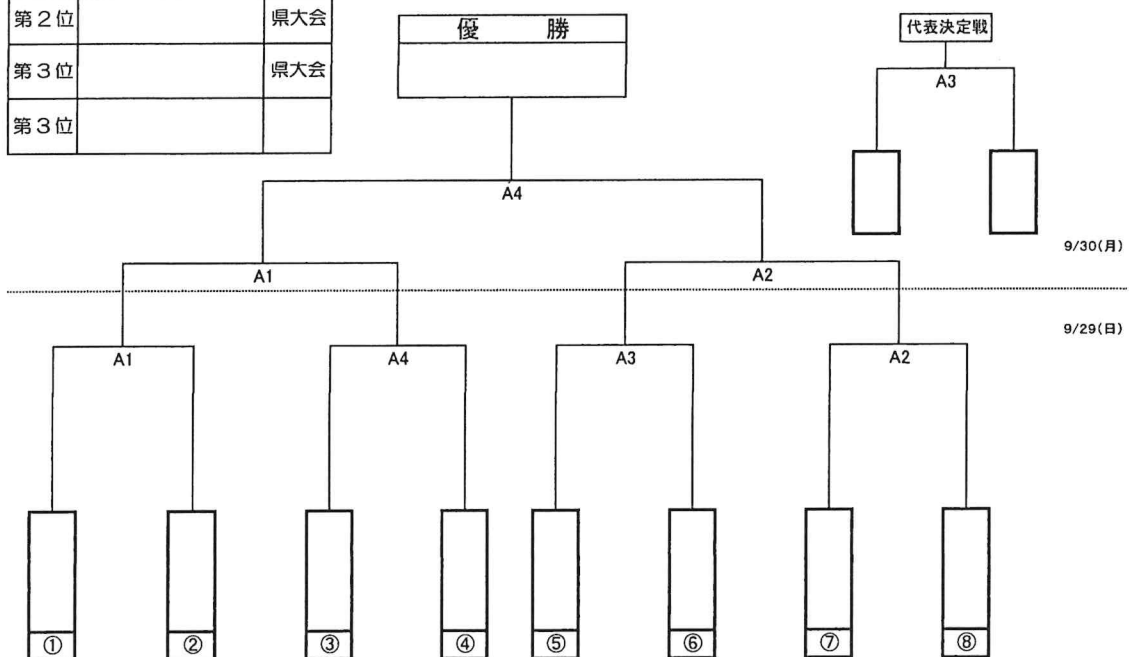 第2位 県大会
第3位 県大会
第3位
優 勝
代表決定戦
A3
A4
9/30(月)
A1 A2
9/29(日)
A1 A4 A3 A2
① ② ③ ④ ⑤ ⑥ ⑦ ⑧